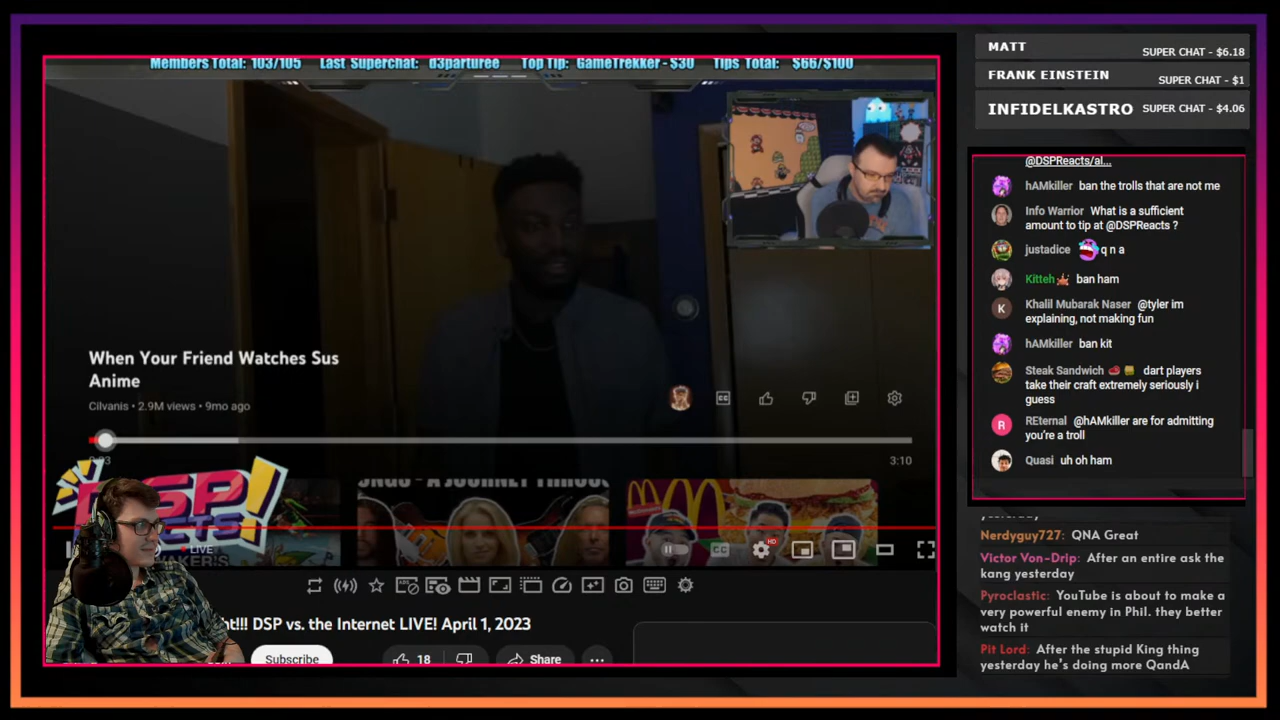 Members Total: 103/105 Last Superchat: d3parturee Top Tip: GameTrekker - $30 Tips Total: $66/$100
When Your Friend Watches Sus
Anime
Cilvanis • 2.9M views • 9mo ago
3:10
DSP
LIVE
HD
ht!!! DSP vs. the Internet LIVE! April 1, 2023
Subscribe
18
Share
MATT SUPER CHAT - $6.18
FRANK EINSTEIN SUPER CHAT - $1
INFIDELKASTRO SUPER CHAT - $4.06
@DSPReacts/al...
hAMkiller ban the trolls that are not me
Info Warrior What is a sufficient
amount to tip at @DSPReacts ?
justadice q n a
Kitteh ban ham
Khalil Mubarak Naser @tyler im
explaining, not making fun
hAMkiller ban kit
Steak Sandwich dart players
take their craft extremely seriously i
guess
REternal @hAMkiller are for admitting
you're a troll
Quasi uh oh ham
yesterday
Nerdyguy727: QNA Great
Victor Von-Drip: After an entire ask the
kang yesterday
Pyroclastic: YouTube is about to make a
very powerful enemy in Phil. they better
watch it
Pit Lord: After the stupid King thing
yesterday he's doing more QandA